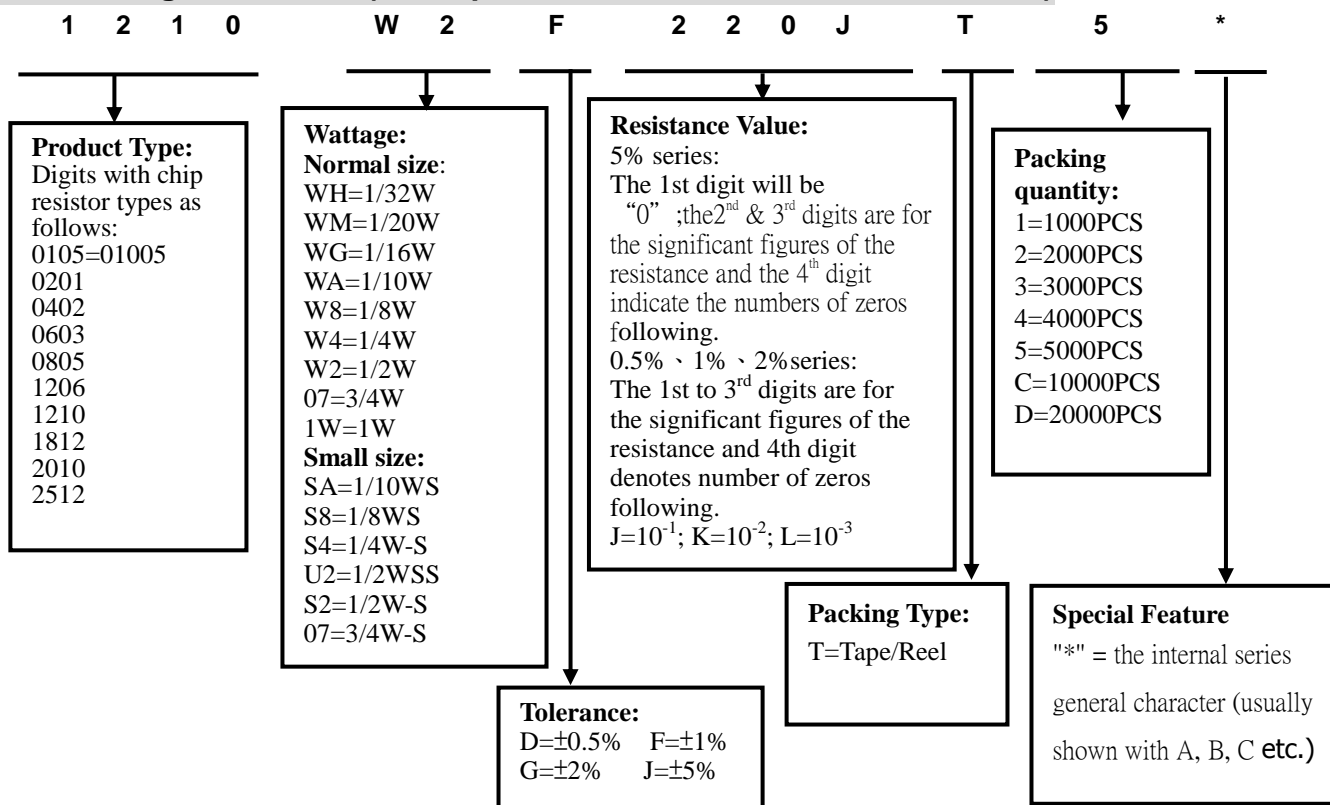 1 2 1 0 W 2 F 2 2 0 J T 5 *
Product Type:
Digits with chip
resistor types as
follows:
0105=01005
0201
0402
0603
0805
1206
1210
1812
2010
2512
Wattage:
Normal size:
WH=1/32W
WM=1/20W
WG=1/16W
WA=1/10W
W8=1/8W
W4=1/4W
W2=1/2W
07=3/4W
1W=1W
Small size:
SA=1/10WS
S8=1/8WS
S4=1/4W-S
U2=1/2WSS
S2=1/2W-S
07=3/4W-S
Resistance Value:
5% series:
The 1st digit will be
“0” ;the2nd & 3rd digits are for
the significant figures of the
resistance and the 4th digit
indicate the numbers of zeros
following.
0.5%、1%、2%series:
The 1st to 3rd digits are for
the significant figures of the
resistance and 4th digit
denotes number of zeros
following.
J=10-1; K=10-2; L=10-3
Packing
quantity:
1=1000PCS
2=2000PCS
3=3000PCS
4=4000PCS
5=5000PCS
C=10000PCS
D=20000PCS
Tolerance:
D=±0.5% F=±1%
G=±2% J=±5%
Packing Type:
T=Tape/Reel
Special Feature
"*" = the internal series
general character (usually
shown with A, B, C etc.)